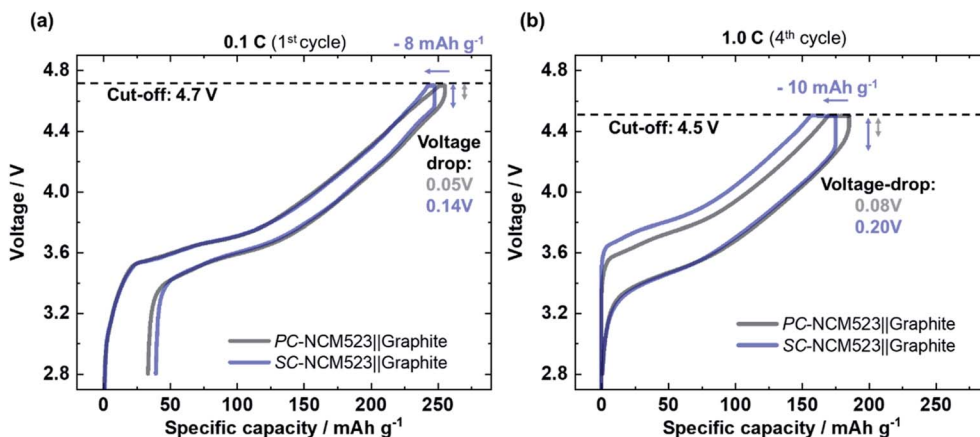 (a)
0.1 C (1st cycle)
- 8 mAh g-1
4.8
Cut-off: 4.7 V
4.4
Voltage
drop:
0.05V
0.14V
4.0
3.6
3.2
2.8
Voltage / V
PC-NCM523||Graphite
SC-NCM523||Graphite
0 50 100 150 200 250
Specific capacity / mAh g-1
(b)
1.0 C (4th cycle)
- 10 mAh g-1
4.8
Cut-off: 4.5 V
4.4
Voltage-drop:
0.08V
0.20V
4.0
3.6
3.2
2.8
Voltage / V
PC-NCM523||Graphite
SC-NCM523||Graphite
0 50 100 150 200 250
Specific capacity / mAh g-1